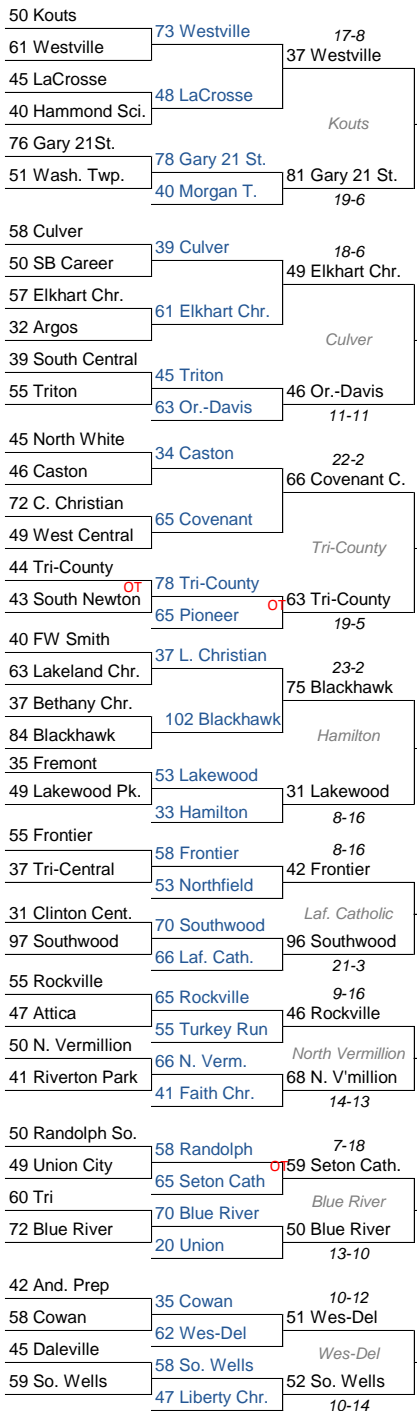 50 Kouts
61 Westville
45 LaCrosse
40 Hammond Sci.
76 Gary 21St.
51 Wash. Twp.
73 Westville
48 LaCrosse
78 Gary 21 St.
40 Morgan T.
17-8
37 Westville
Kouts
81 Gary 21 St.
19-6
58 Culver
50 SB Career
57 Elkhart Chr.
32 Argos
39 South Central
55 Triton
39 Culver
61 Elkhart Chr.
45 Triton
63 Or.-Davis
18-6
49 Elkhart Chr.
Culver
46 Or.-Davis
11-11
45 North White
46 Caston
72 C. Christian
49 West Central
44 Tri-County
OT
43 South Newton
34 Caston
65 Covenant
78 Tri-County
65 Pioneer
OT
22-2
66 Covenant C.
Tri-County
63 Tri-County
19-5
40 FW Smith
63 Lakeland Chr.
37 Bethany Chr.
84 Blackhawk
35 Fremont
49 Lakewood Pk.
37 L. Christian
102 Blackhawk
53 Lakewood
33 Hamilton
23-2
75 Blackhawk
Hamilton
31 Lakewood
8-16
55 Frontier
37 Tri-Central
31 Clinton Cent.
97 Southwood
58 Frontier
53 Northfield
70 Southwood
66 Laf. Cath.
8-16
42 Frontier
Laf. Catholic
96 Southwood
21-3
55 Rockville
47 Attica
50 N. Vermillion
41 Riverton Park
65 Rockville
55 Turkey Run
66 N. Verm.
41 Faith Chr.
9-16
46 Rockville
North Vermillion
68 N. V'million
14-13
50 Randolph So.
49 Union City
60 Tri
72 Blue River
58 Randolph
65 Seton Cath
70 Blue River
20 Union
OT
7-18
59 Seton Cath.
Blue River
50 Blue River
13-10
42 And. Prep
58 Cowan
45 Daleville
59 So. Wells
35 Cowan
62 Wes-Del
58 So. Wells
47 Liberty Chr.
10-12
51 Wes-Del
Wes-Del
52 So. Wells
10-14